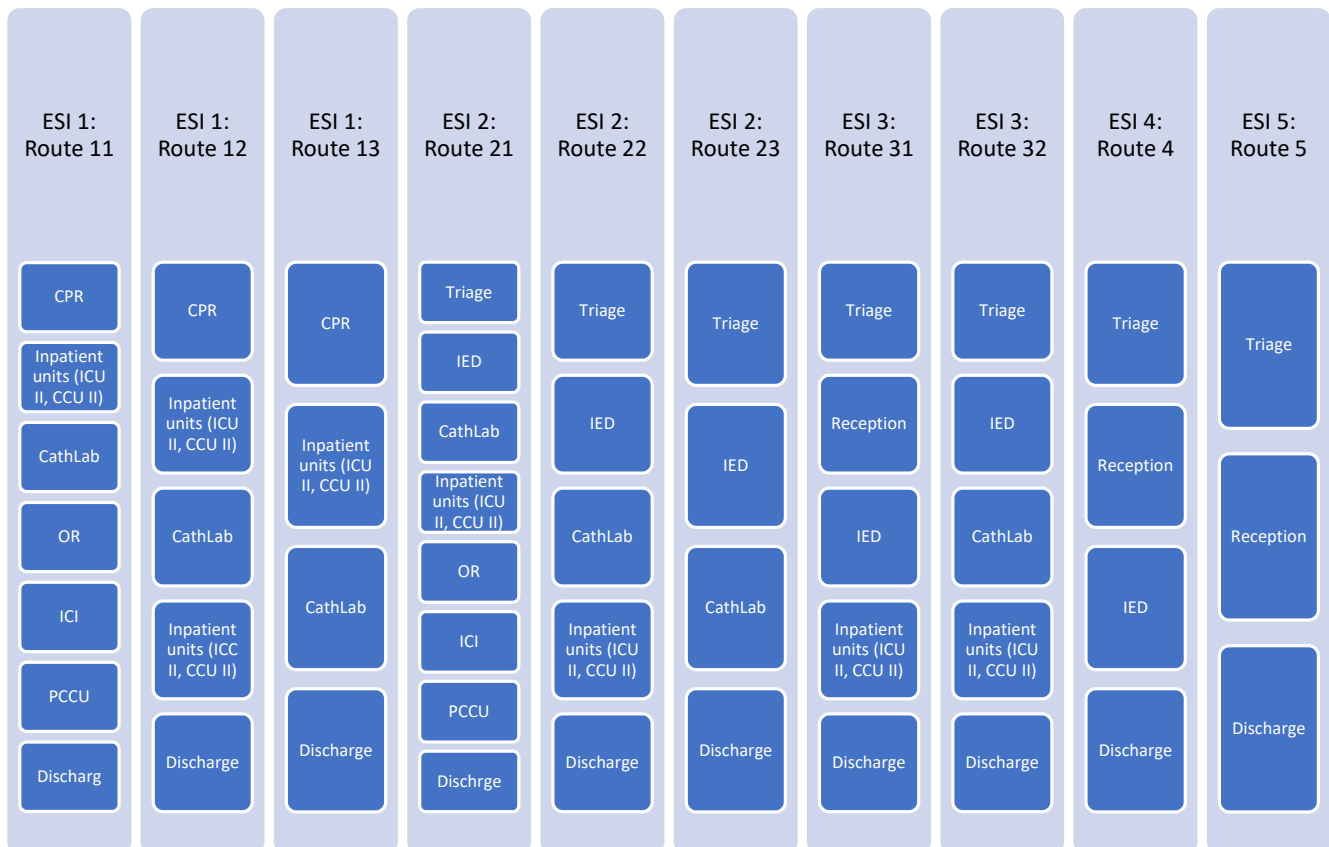 ESI 1:
Route 11
CPR
Inpatient
units (ICU
II, CCU II)
CathLab
OR
ICI
PCCU
Discharg
ESI 1:
Route 12
CPR
Inpatient
units (ICU
II, CCU II)
CathLab
Inpatient
units (ICC
II, CCU II)
Discharge
ESI 1:
Route 13
CPR
Inpatient
units (ICU
II, CCU II)
CathLab
Discharge
ESI 2:
Route 21
Triage
IED
CathLab
Inpatient
units (ICU
II, CCU II)
OR
ICI
PCCU
Dischrge
ESI 2:
Route 22
Triage
IED
CathLab
Inpatient
units (ICU
II, CCU II)
Discharge
ESI 2:
Route 23
Triage
IED
CathLab
Discharge
ESI 3:
Route 31
Triage
Reception
IED
Inpatient
units (ICU
II, CCU II)
Discharge
ESI 3:
Route 32
Triage
IED
CathLab
Inpatient
units (ICU
II, CCU II)
Discharge
ESI 4:
Route 4
Triage
Reception
IED
Discharge
ESI 5:
Route 5
Triage
Reception
Discharge